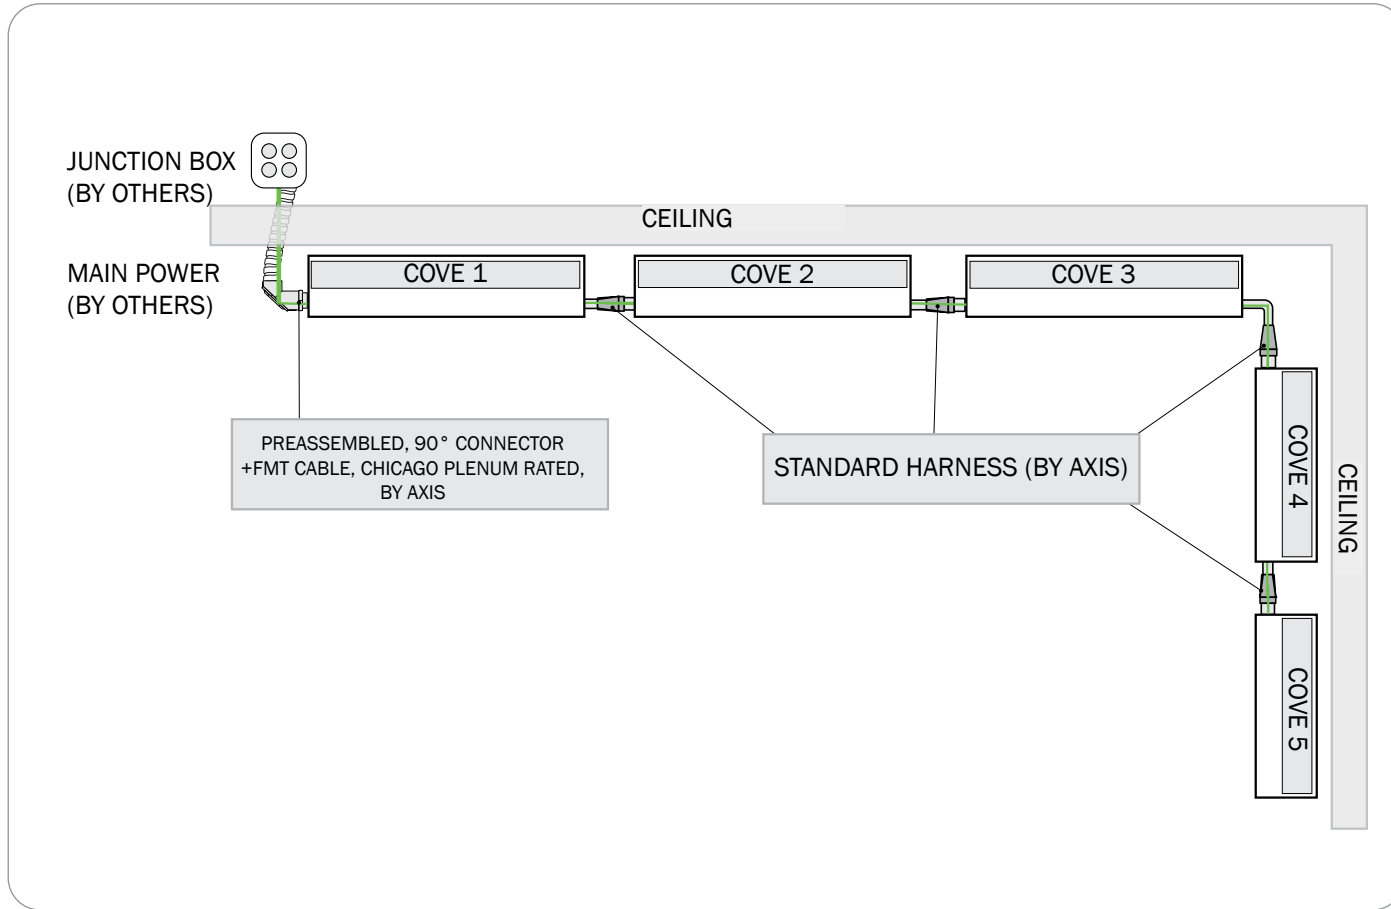 JUNCTION BOX
(BY OTHERS)
CEILING
MAIN POWER
(BY OTHERS)
COVE 1
COVE 2
COVE 3
PREASSEMBLED, 90° CONNECTOR
+FMT CABLE, CHICAGO PLENUM RATED,
BY AXIS
STANDARD HARNESS (BY AXIS)
COVE 4
CEILING
COVE 5